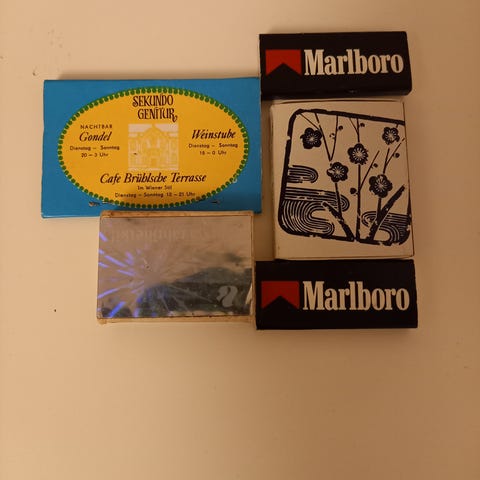 SEKUNDO
GENITUR
NACHTBAR
Gondel
Dienstag — Sonntag
20 — 3 Uhr
Weinstube
Dienstag — Sonntag
15 — 0 Uhr
Cafe Brühlsche Terrasse
Im Wiener Stil
Dienstag — Sonntag 10 — 21 Uhr
Marlboro
Marlboro